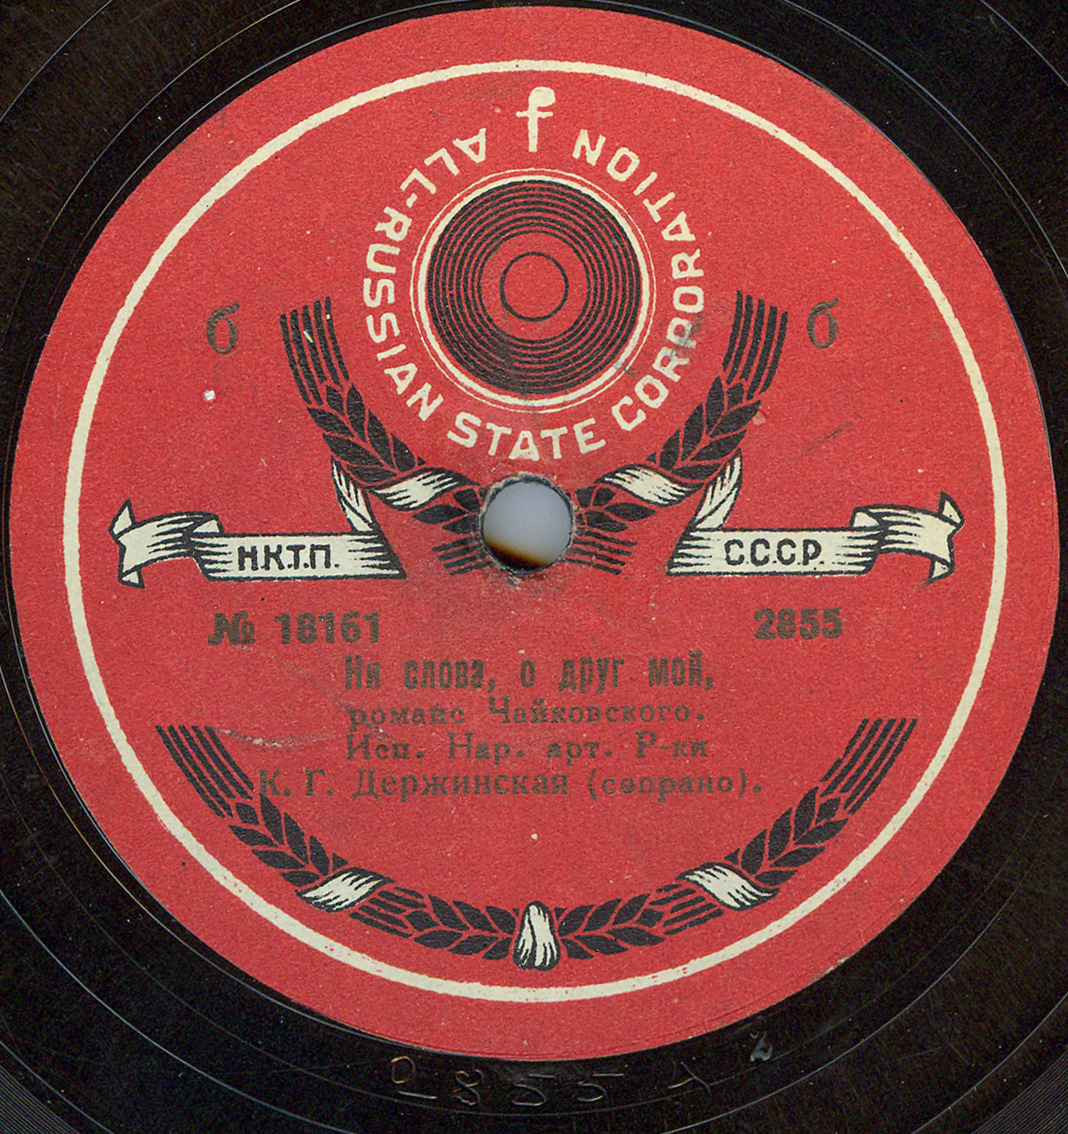 ALL-RUSSIAN STATE CORPORATION
б б
Н.К.Т.П. С.С.С.Р.
№ 18161 2855
Ни слова, о друг мой,
романс Чайковского.
Исп. Нар. арт. Р-ки
К. Г. Держинская (сопрано).